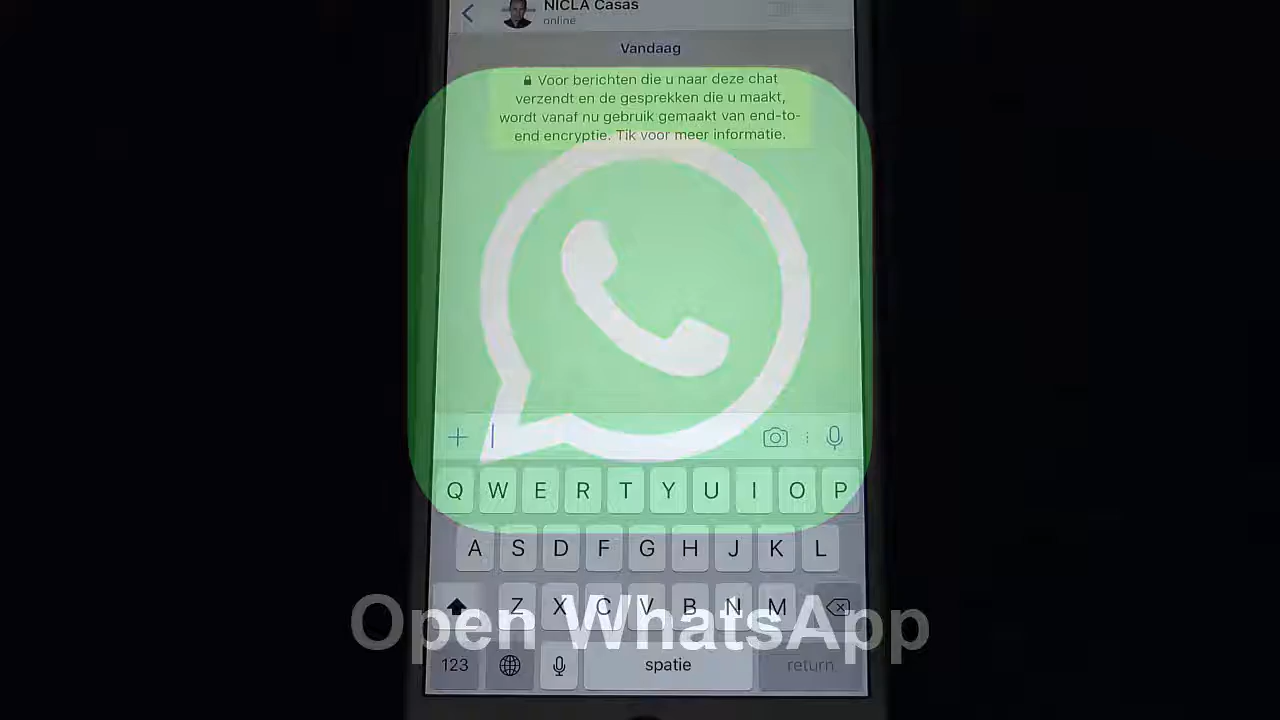 NICLA Casas
online
Vandaag
Voor berichten die u naar deze chat
verzendt en de gesprekken die u maakt,
wordt vanaf nu gebruik gemaakt van end-to-
end encryptie. Tik voor meer informatie.
Q W E R T Y U I O P
A S D F G H J K L
Z X C V B N M
Open WhatsApp
123 spatie return